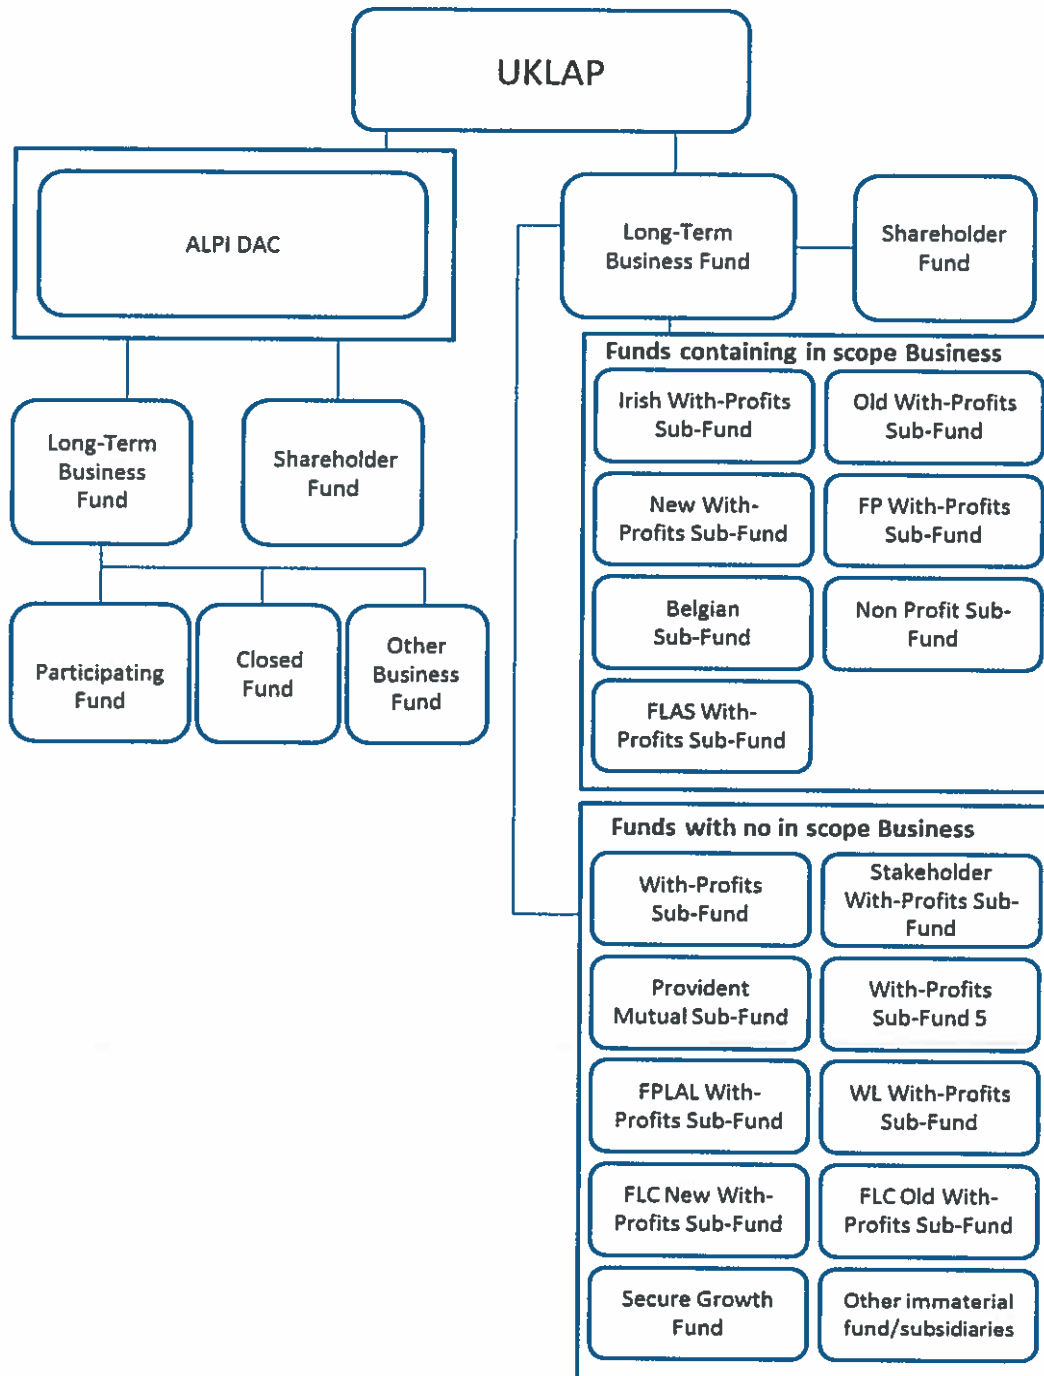 UKLAP
ALPI DAC
Long-Term
Business Fund
Shareholder
Fund
Long-Term
Business
Fund
Shareholder
Fund
Participating
Fund
Closed
Fund
Other
Business
Fund
Funds containing in scope Business
Irish With-Profits
Sub-Fund
Old With-Profits
Sub-Fund
New With-
Profits Sub-Fund
FP With-Profits
Sub-Fund
Belgian
Sub-Fund
Non Profit Sub-
Fund
FLAS With-
Profits Sub-Fund
Funds with no in scope Business
With-Profits
Sub-Fund
Stakeholder
With-Profits Sub-
Fund
Provident
Mutual Sub-Fund
With-Profits
Sub-Fund 5
FPLAL With-
Profits Sub-Fund
WL With-Profits
Sub-Fund
FLC New With-
Profits Sub-Fund
FLC Old With-
Profits Sub-Fund
Secure Growth
Fund
Other immaterial
fund/subsidiaries